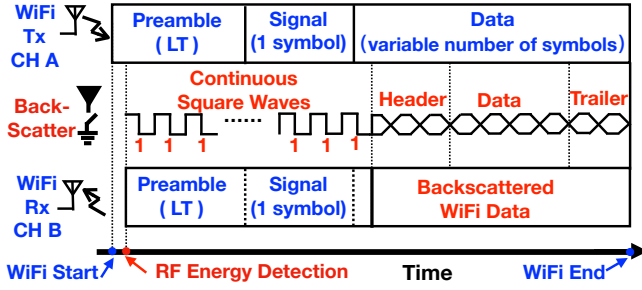 WiFi
Tx
CH A
Preamble
( LT )
Signal
(1 symbol)
Data
(variable number of symbols)
Back-
Scatter
Continuous
Square Waves
1 1 1 ...... 1 1 1
Header
Data
Trailer
WiFi
Rx
CH B
Preamble
( LT )
Signal
(1 symbol)
Backscattered
WiFi Data
WiFi Start
RF Energy Detection
Time
WiFi End